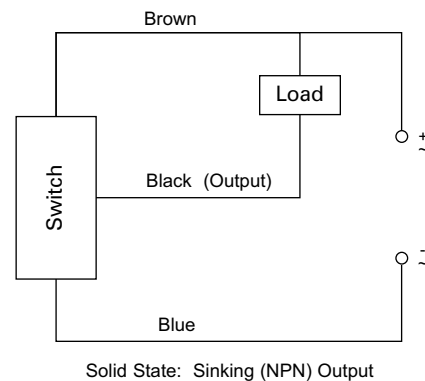 Brown
Load
+
~
Switch
Black (Output)
-
~
Blue
Solid State: Sinking (NPN) Output